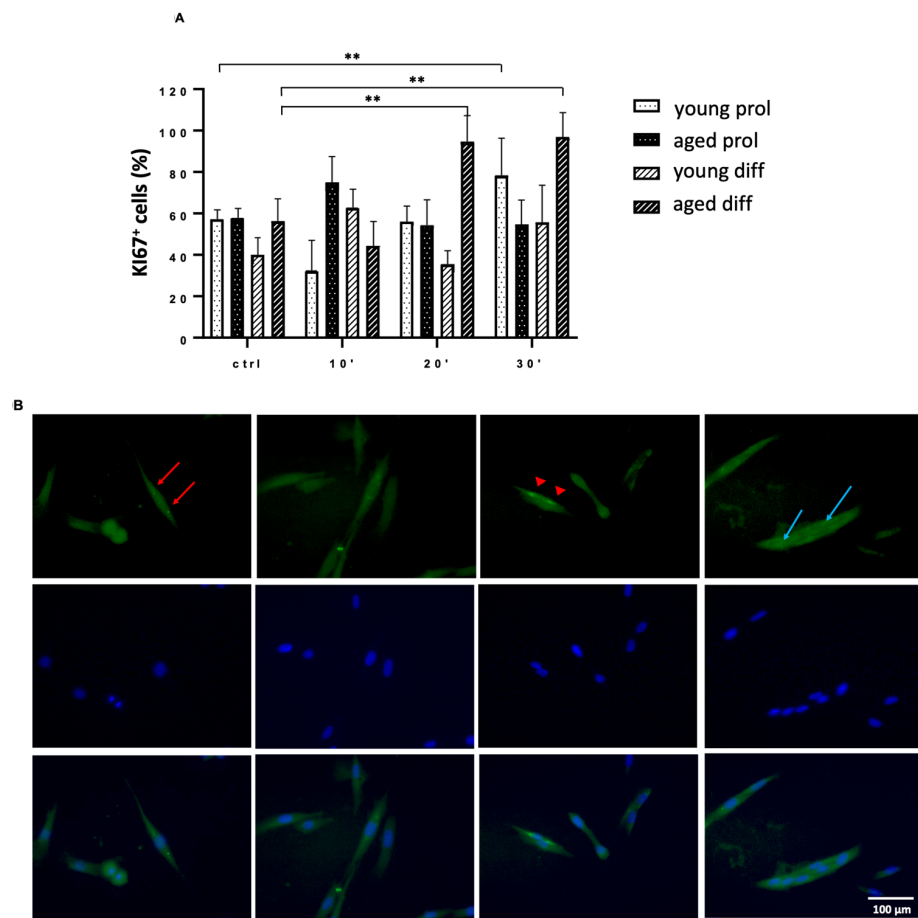 A
**
**
**
120
100
80
60
40
20
0
KI67+ cells (%)
ctrl 10' 20' 30'
young prol
aged prol
young diff
aged diff
B
100 µm